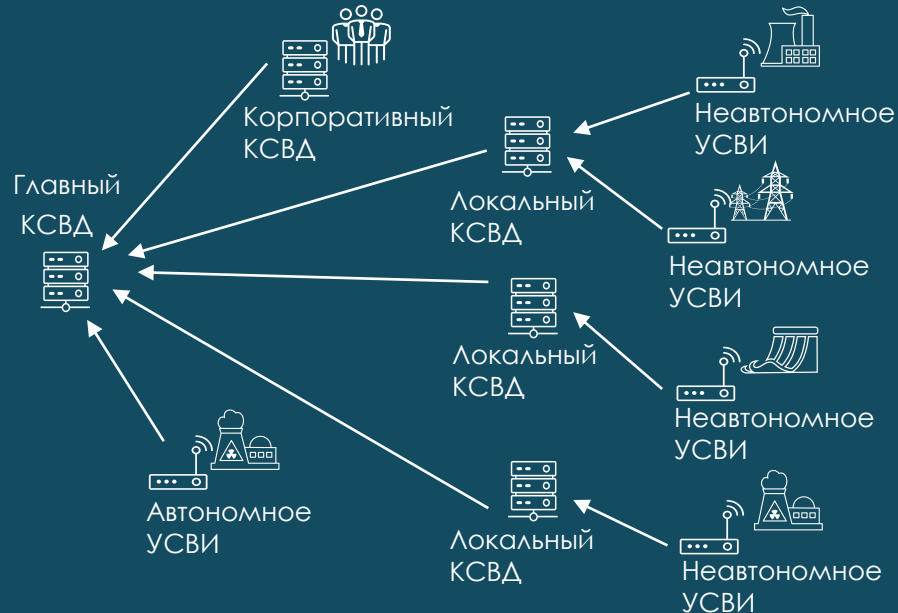 Корпоративный
КСВД
Главный
КСВД
Локальный
КСВД
Неавтономное
УСВИ
Неавтономное
УСВИ
Локальный
КСВД
Неавтономное
УСВИ
Автономное
УСВИ
Локальный
КСВД
Неавтономное
УСВИ